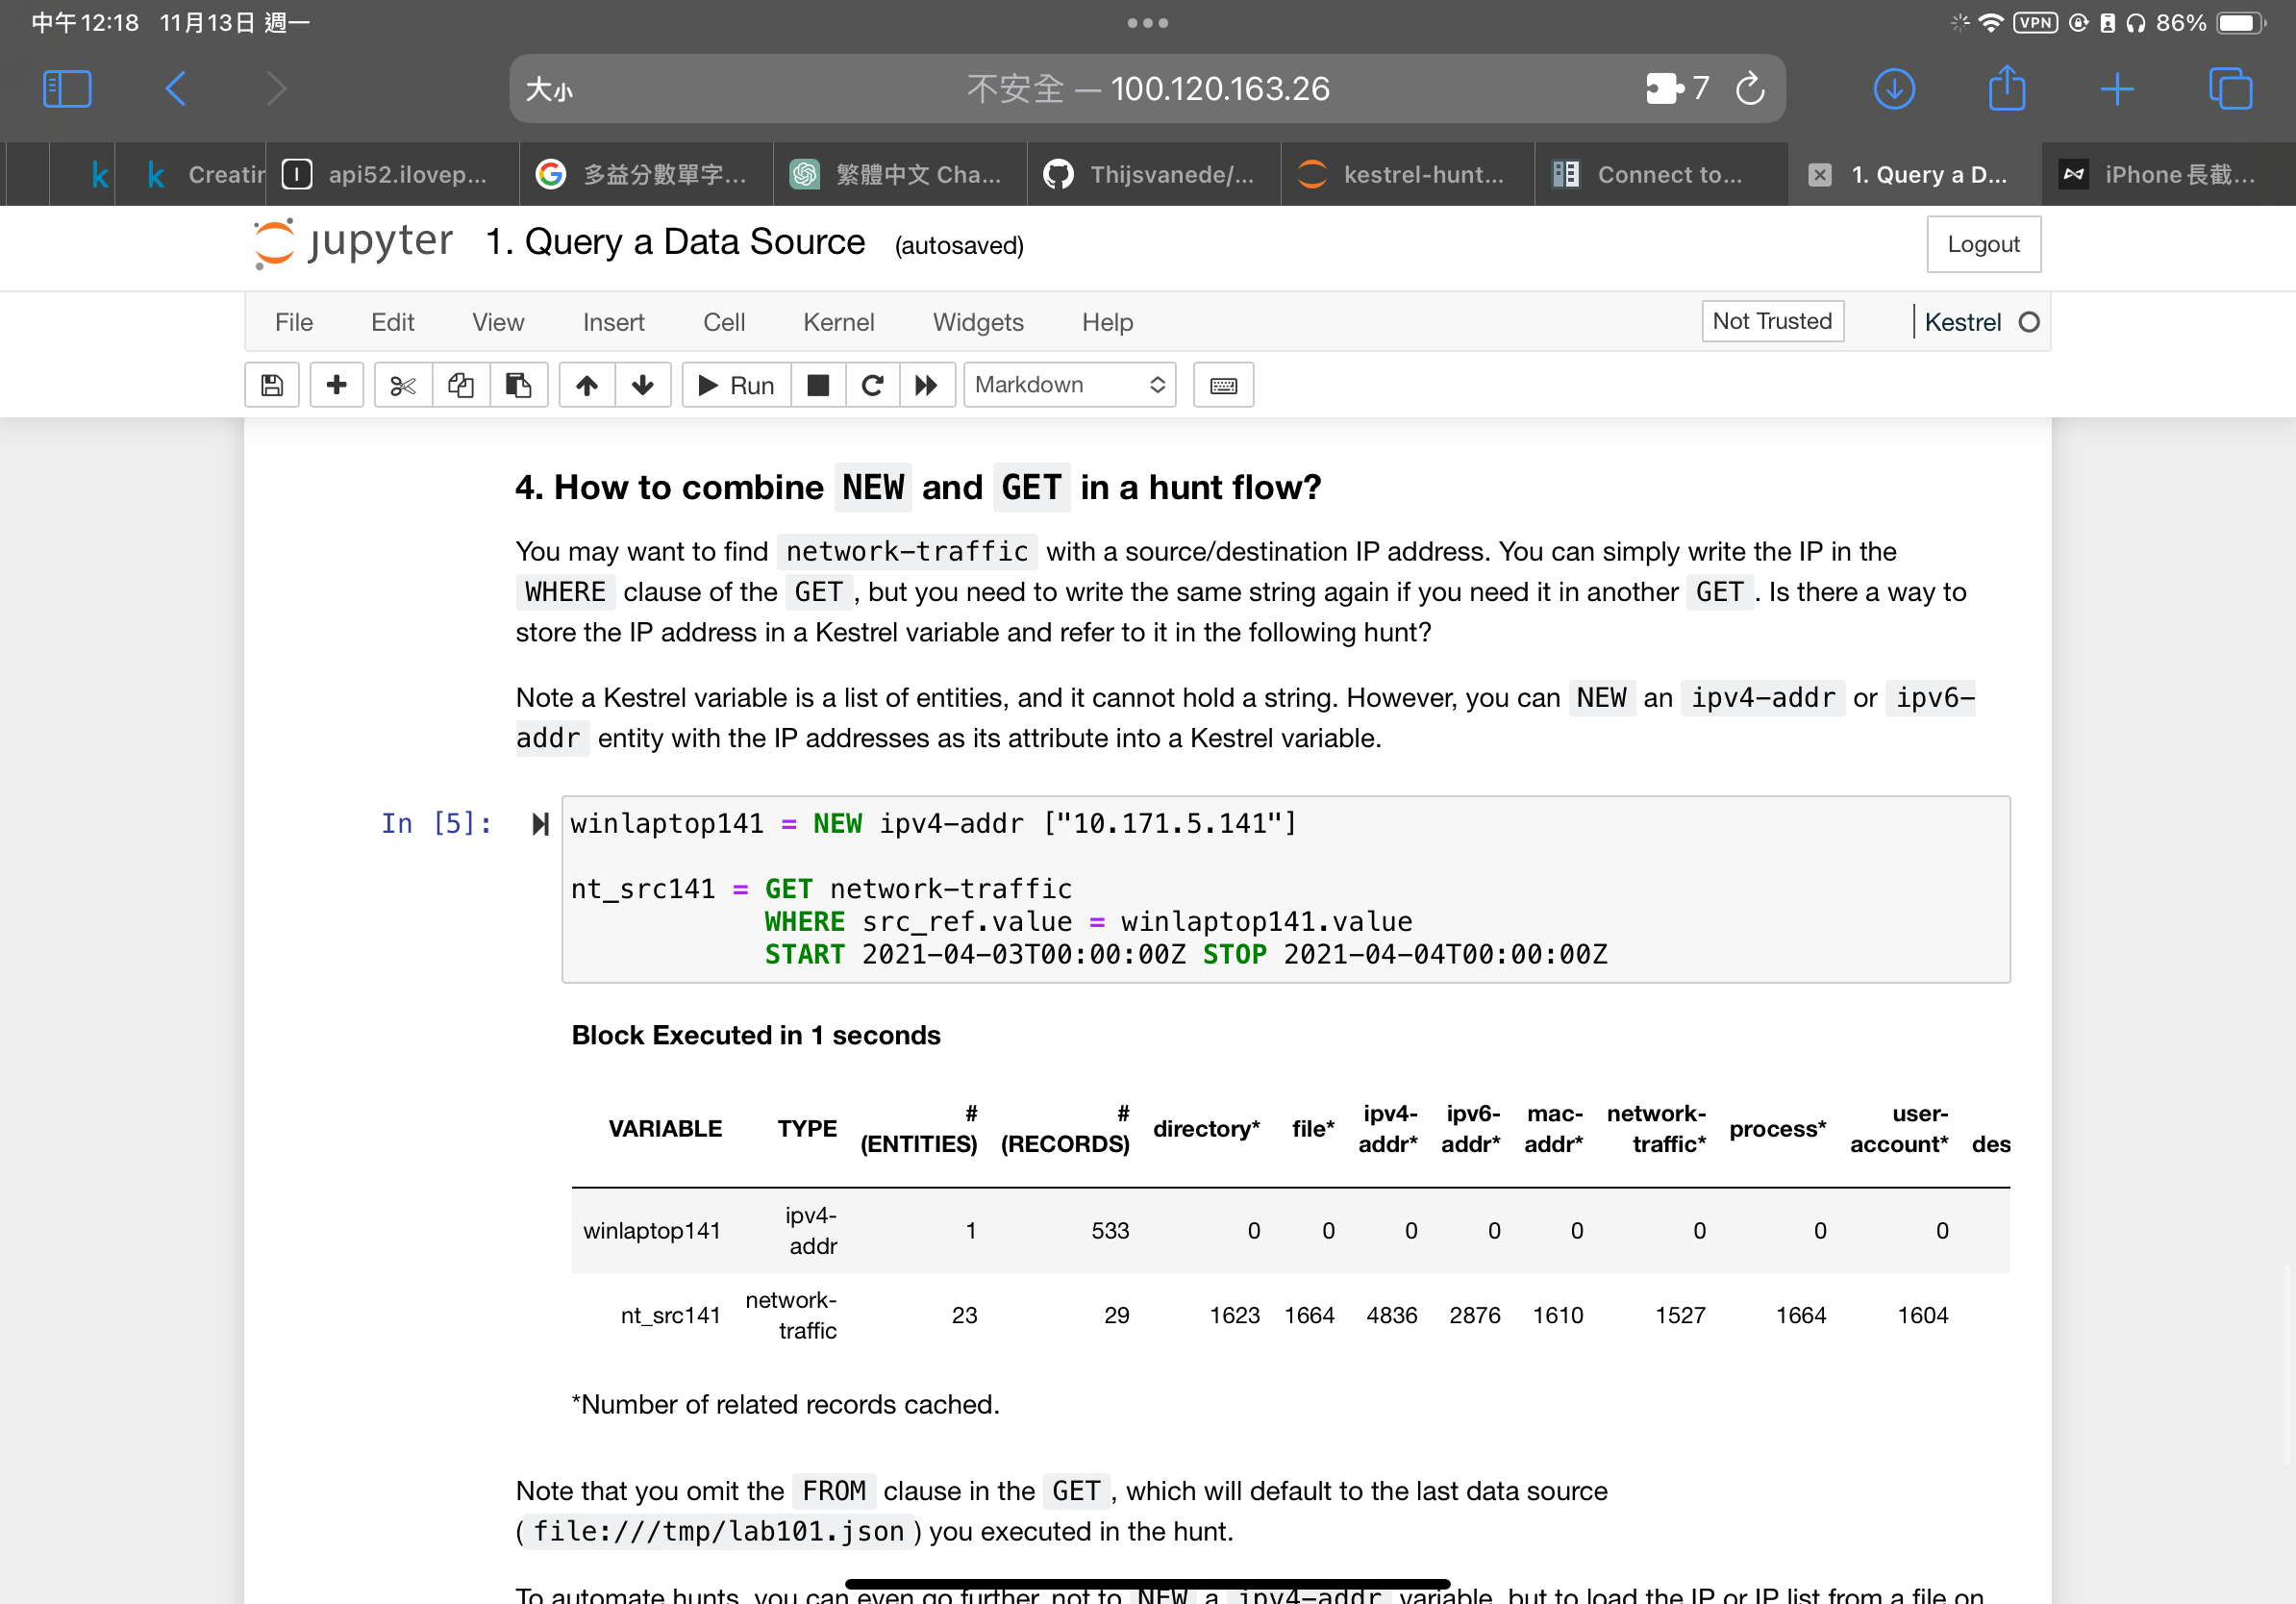 中午12:18 11月13日 週一
VPN 86%
大小 不安全 — 100.120.163.26 7
k k Creatin api52.ilovep... 多益分數單字... 繁體中文 Cha... Thijsvanede/... kestrel-hunt... Connect to... 1. Query a D... iPhone 長截...
jupyter 1. Query a Data Source (autosaved) Logout
File Edit View Insert Cell Kernel Widgets Help Not Trusted Kestrel
Run Markdown
4. How to combine NEW and GET in a hunt flow?
You may want to find network-traffic with a source/destination IP address. You can simply write the IP in the
WHERE clause of the GET , but you need to write the same string again if you need it in another GET . Is there a way to
store the IP address in a Kestrel variable and refer to it in the following hunt?
Note a Kestrel variable is a list of entities, and it cannot hold a string. However, you can NEW an ipv4-addr or ipv6-
addr entity with the IP addresses as its attribute into a Kestrel variable.
In [5]: winlaptop141 = NEW ipv4-addr ["10.171.5.141"]
nt_src141 = GET network-traffic
WHERE src_ref.value = winlaptop141.value
START 2021-04-03T00:00:00Z STOP 2021-04-04T00:00:00Z
Block Executed in 1 seconds
VARIABLE TYPE # (ENTITIES) # (RECORDS) directory* file* ipv4-addr* ipv6-addr* mac-addr* network-traffic* process* user-account* des
winlaptop141 ipv4-addr 1 533 0 0 0 0 0 0 0 0
nt_src141 network-traffic 23 29 1623 1664 4836 2876 1610 1527 1664 1604
*Number of related records cached.
Note that you omit the FROM clause in the GET , which will default to the last data source
( file:///tmp/lab101.json ) you executed in the hunt.
To automate hunts, you can even go further, not to NEW a ipv4-addr variable, but to load the IP or IP list from a file on